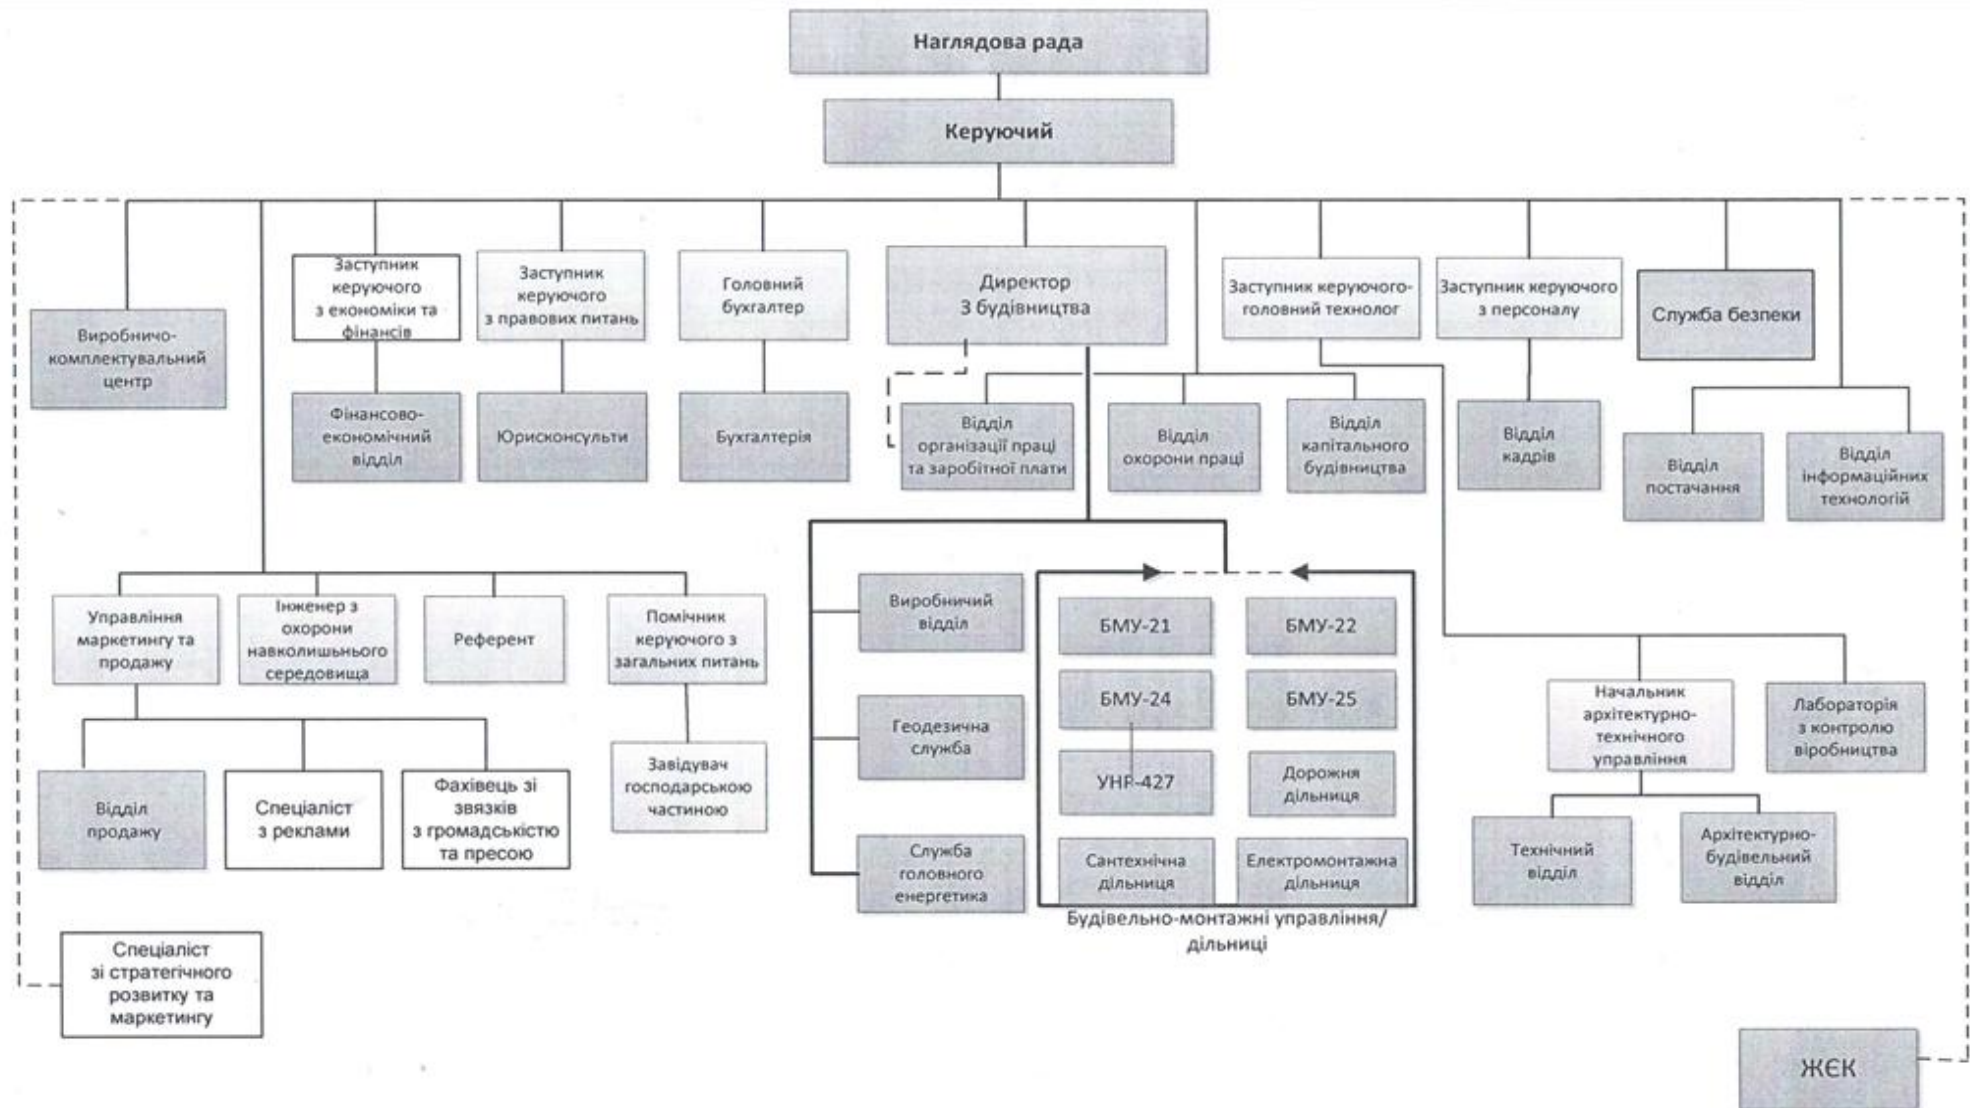 Наглядова рада
Керуючий
Виробничо-
комплектувальний
центр
Заступник
керуючого
з економіки та
фінансів
Заступник
керуючого
з правових питань
Головний
бухгалтер
Директор
З будівництва
Заступник керуючого-
головний технолог
Заступник керуючого
з персоналу
Служба безпеки
Фінансово-
економічний
відділ
Юрисконсульти
Бухгалтерія
Відділ
організації праці
та заробітної плати
Відділ
охорони праці
Відділ
капітального
будівництва
Відділ
кадрів
Відділ
постачання
Відділ
інформаційних
технологій
Управління
маркетингу та
продажу
Інженер з
охорони
навколишьнього
середовища
Референт
Помічник
керуючого з
загальних питань
Виробничий
відділ
БМУ-21
БМУ-22
БМУ-24
БМУ-25
Геодезична
служба
УНР-427
Дорожня
дільниця
Начальник
архітектурно-
технічного
управління
Лабораторія
з контролю
віробництва
Відділ
продажу
Спеціаліст
з реклами
Фахівець зі
звязків
з громадськістю
та пресою
Завідувач
господарською
частиною
Служба
головного
енергетика
Сантехнічна
дільниця
Електромонтажна
дільниця
Будівельно-монтажні управління/
дільниці
Технічний
відділ
Архітектурно-
будівельний
відділ
Спеціаліст
зі стратегічного
розвитку та
маркетингу
ЖЄК